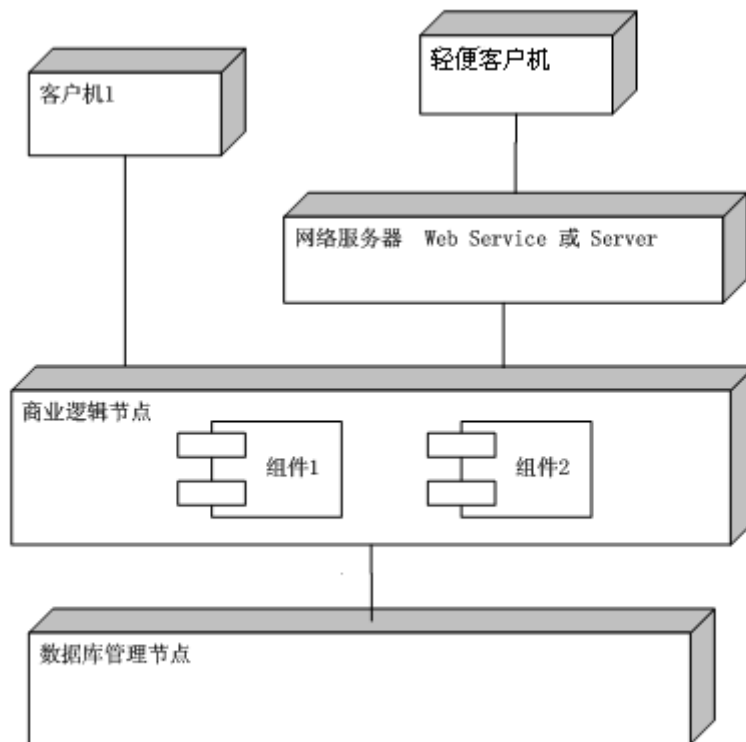 轻便客户机
客户机1
网络服务器 Web Service 或 Server
商业逻辑节点
组件1
组件2
数据库管理节点